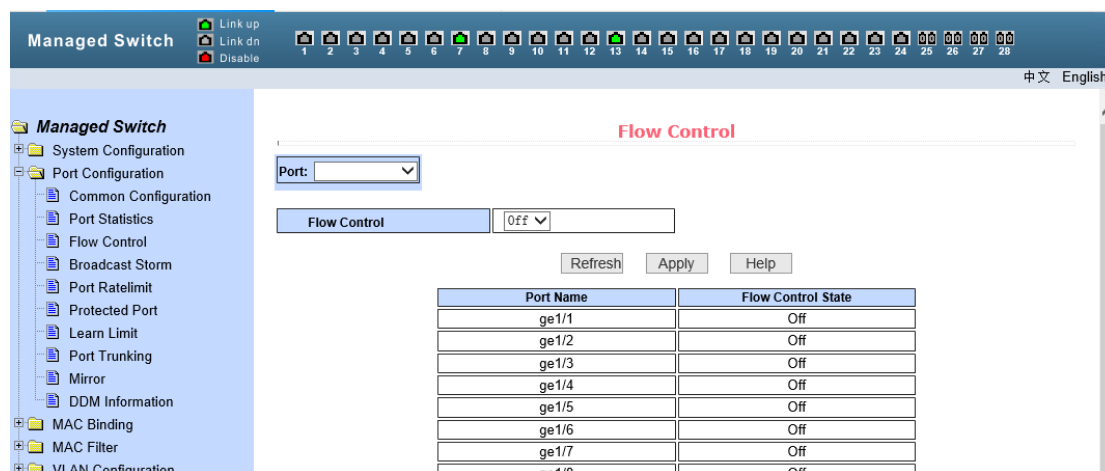 Managed Switch
Link up
Link dn
Disable
1 2 3 4 5 6 7 8 9 10 11 12 13 14 15 16 17 18 19 20 21 22 23 24 25 26 27 28
中文 English
Managed Switch
System Configuration
Port Configuration
Common Configuration
Port Statistics
Flow Control
Broadcast Storm
Port Ratelimit
Protected Port
Learn Limit
Port Trunking
Mirror
DDM Information
MAC Binding
MAC Filter
VLAN Configuration
Flow Control
Port:
Flow Control Off
Refresh Apply Help
Port Name Flow Control State
ge1/1 Off
ge1/2 Off
ge1/3 Off
ge1/4 Off
ge1/5 Off
ge1/6 Off
ge1/7 Off
ge1/8 Off